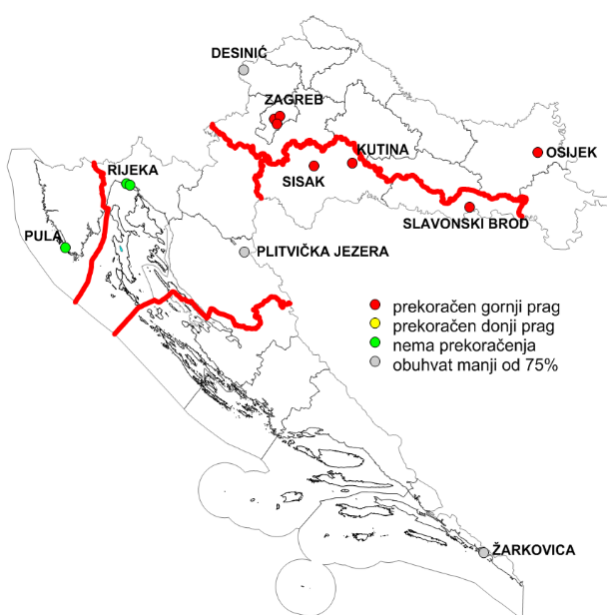 DESINIĆ
ZAGREB
KUTINA
OSIJEK
RIJEKA
SISAK
SLAVONSKI BROD
PULA
PLITVIČKA JEZERA
prekoračen gornji prag
prekoračen donji prag
nema prekoračenja
obuhvat manji od 75%
ŽARKOVICA